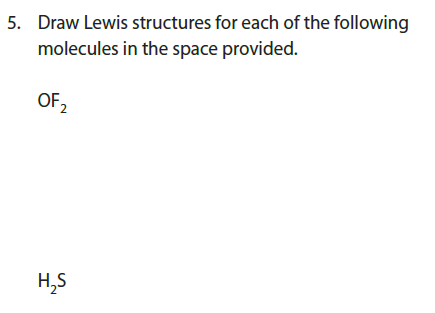 5. Draw Lewis structures for each of the following
molecules in the space provided.
OF₂
H₂S